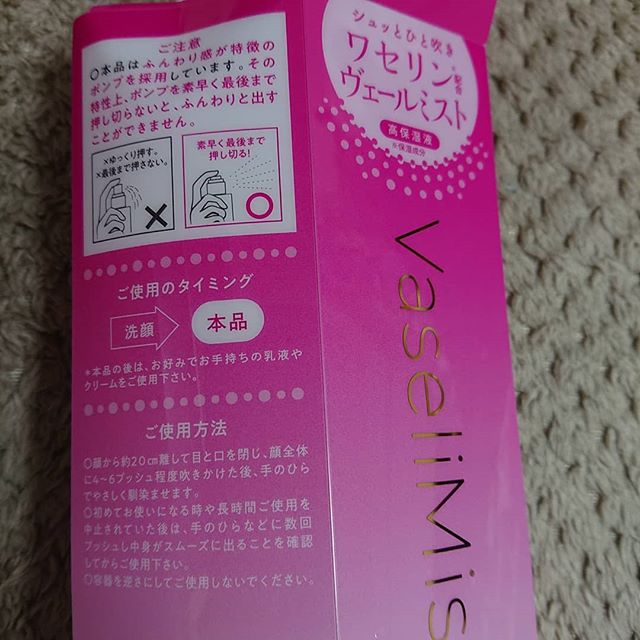 ご注意
○本品はふんわり感が特徴の
ポンプを採用しています。その
特性上、ポンプを素早く最後まで
押し切らないと、ふんわりと出す
ことができません。
×ゆっくり押す。
×最後まで押さない。
素早く最後まで
押し切る!
ご使用のタイミング
洗顔
本品
*本品の後は、お好みでお手持ちの乳液や
クリームをご使用下さい。
ご使用方法
○顔から約20cm離して目と口を閉じ、顔全体
に4~6プッシュ程度吹きかけた後、手のひら
でやさしく馴染ませます。
○初めてお使いになる時や長時間ご使用を
中止されていた後は、手のひらなどに数回
プッシュし中身がスムーズに出ることを確認
してからご使用下さい。
○容器を逆さにしてご使用しないでください。
シュッとひと吹き
ワセリン*配合
ヴェールミスト
高保湿液
※保湿成分
VaseliMis